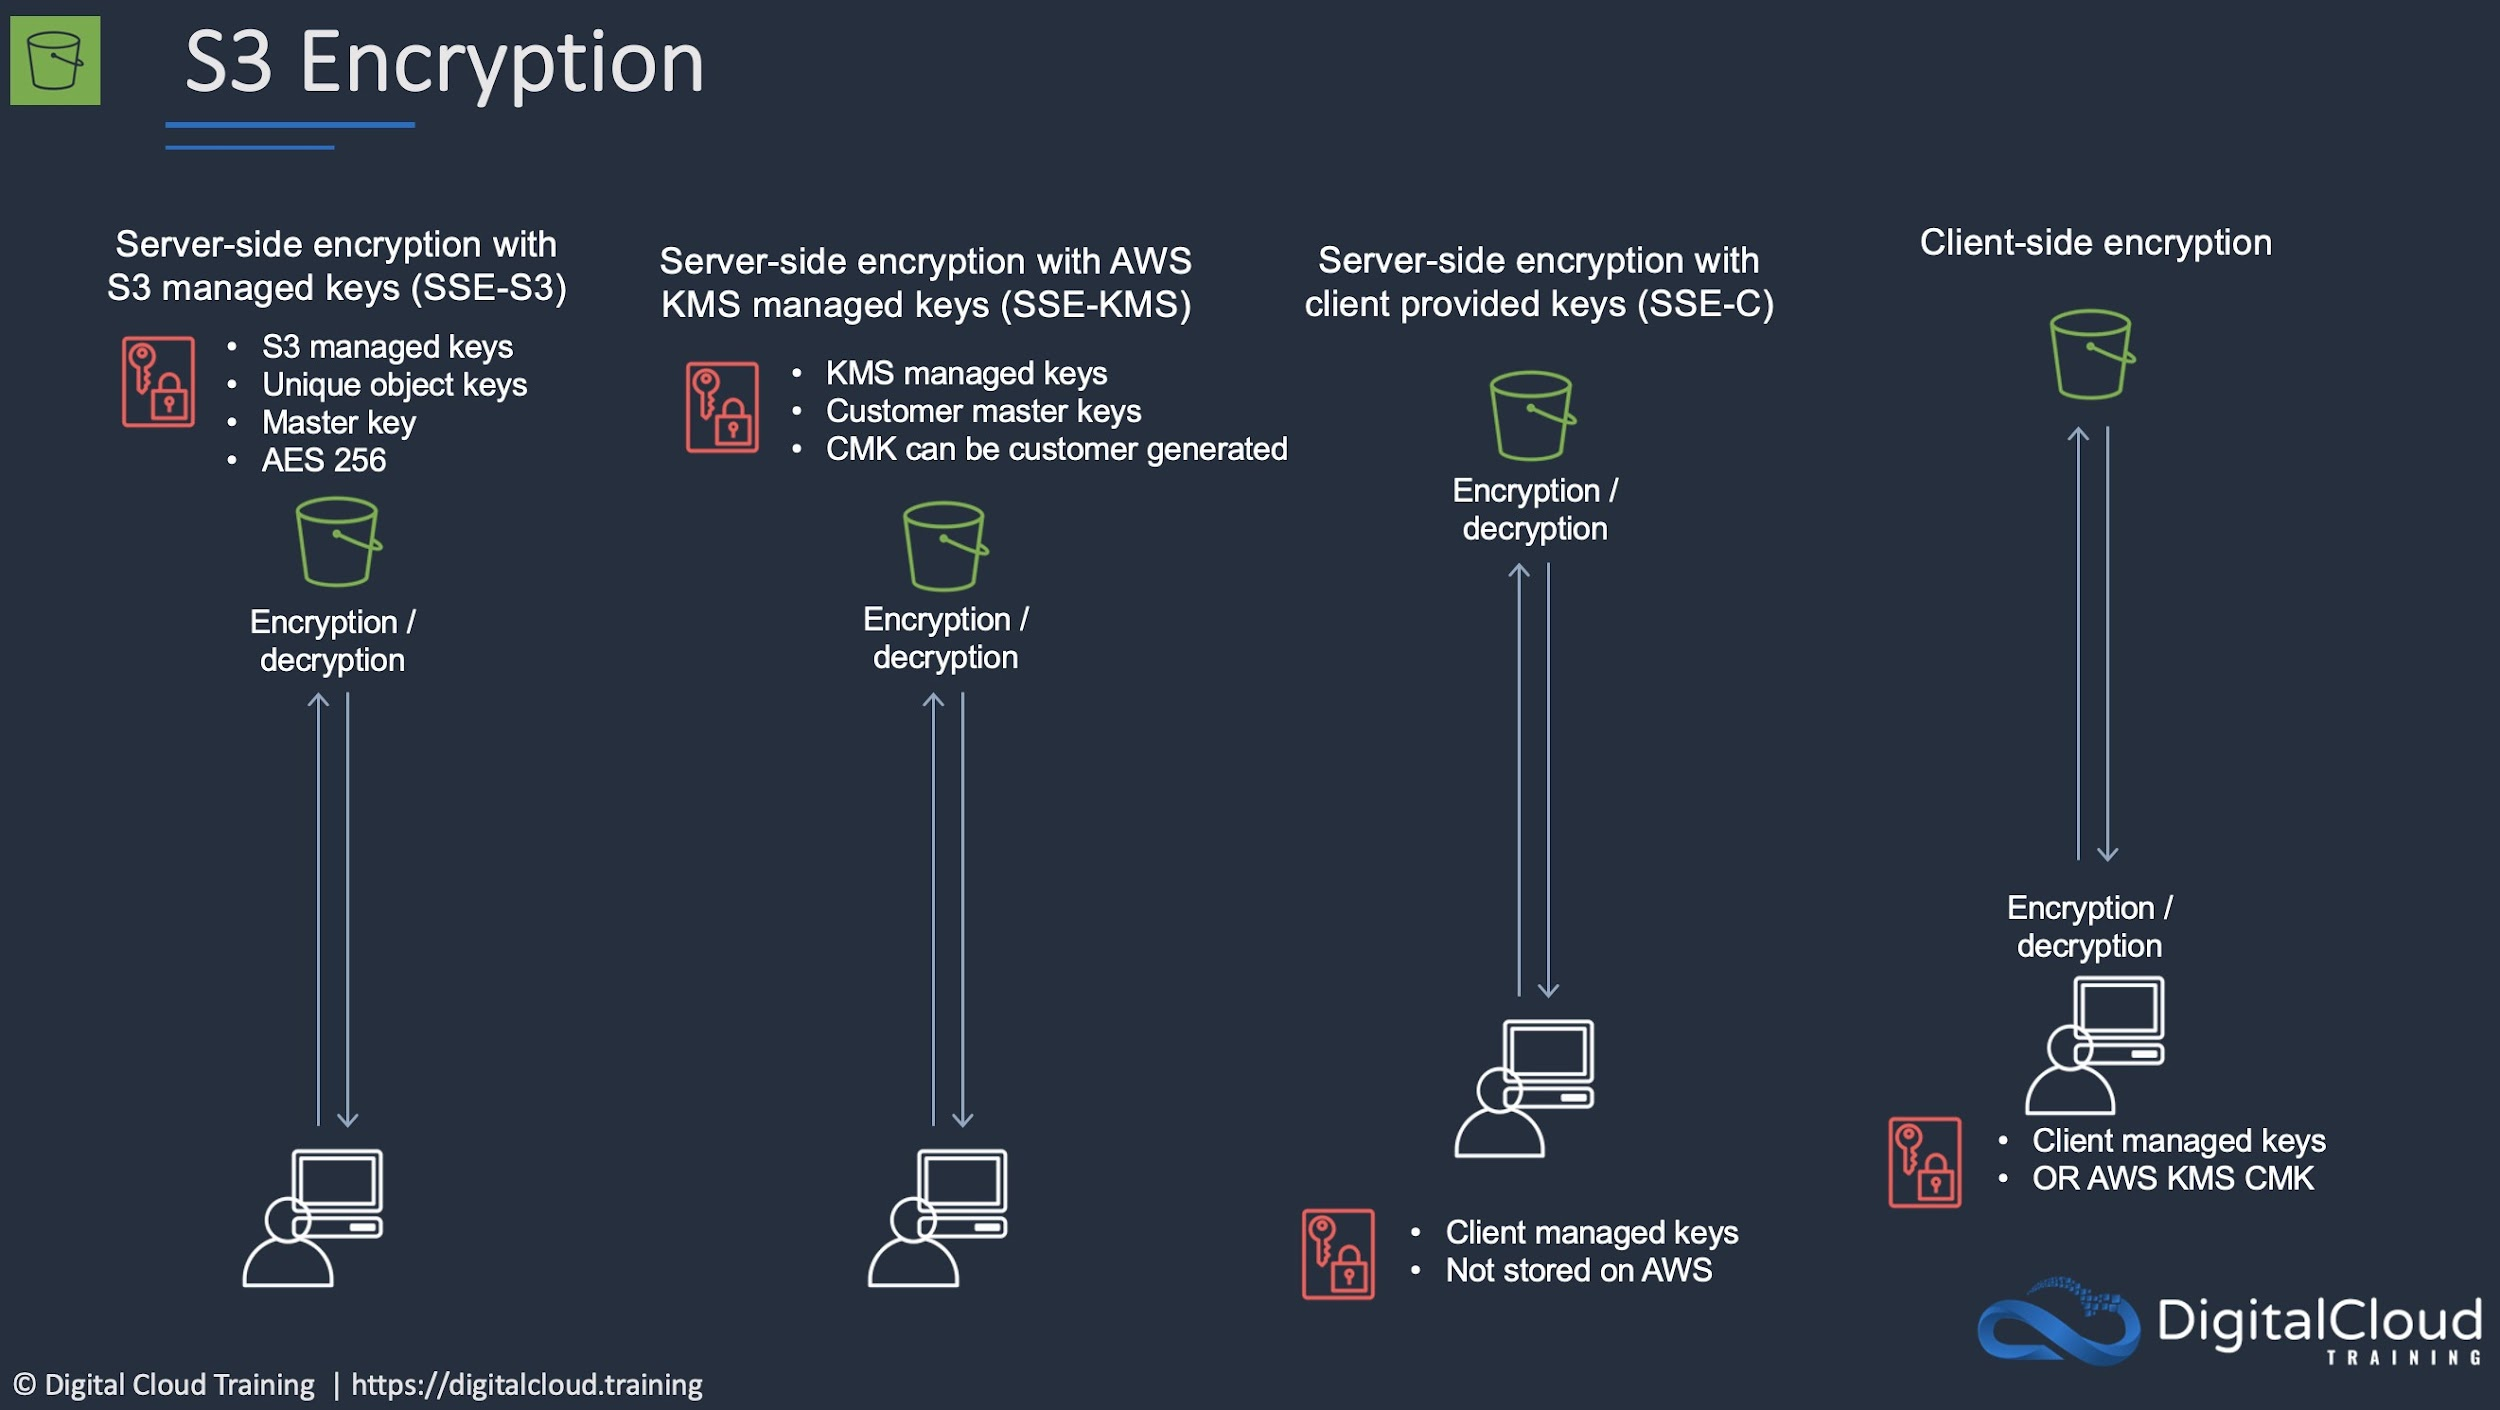 S3 Encryption
Server-side encryption with
S3 managed keys (SSE-S3)
• S3 managed keys
• Unique object keys
• Master key
• AES 256
Encryption /
decryption
Server-side encryption with AWS
KMS managed keys (SSE-KMS)
• KMS managed keys
• Customer master keys
• CMK can be customer generated
Encryption /
decryption
Server-side encryption with
client provided keys (SSE-C)
Encryption /
decryption
• Client managed keys
• Not stored on AWS
Client-side encryption
Encryption /
decryption
• Client managed keys
• OR AWS KMS CMK
DigitalCloud
TRAINING
© Digital Cloud Training | https://digitalcloud.training